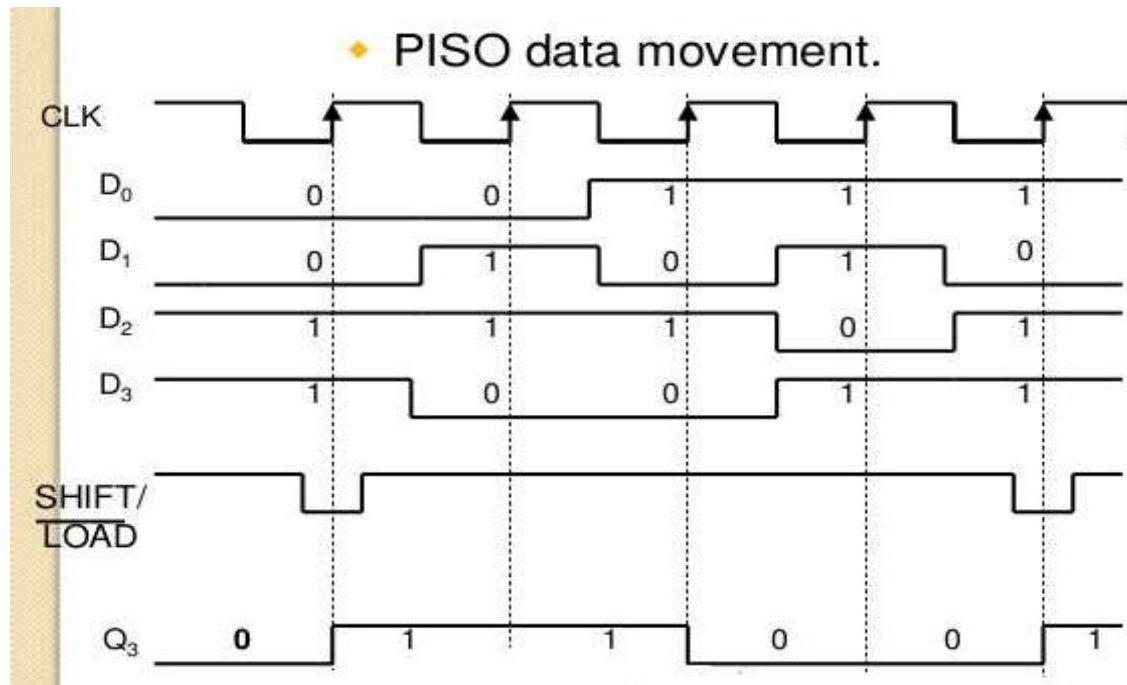 PISO data movement.
CLK
D₀ 0 0 1 1 1
D₁ 0 1 0 1 0
D₂ 1 1 1 0 1
D₃ 1 0 0 1 1
SHIFT/
LOAD
Q₃ 0 1 1 0 0 1